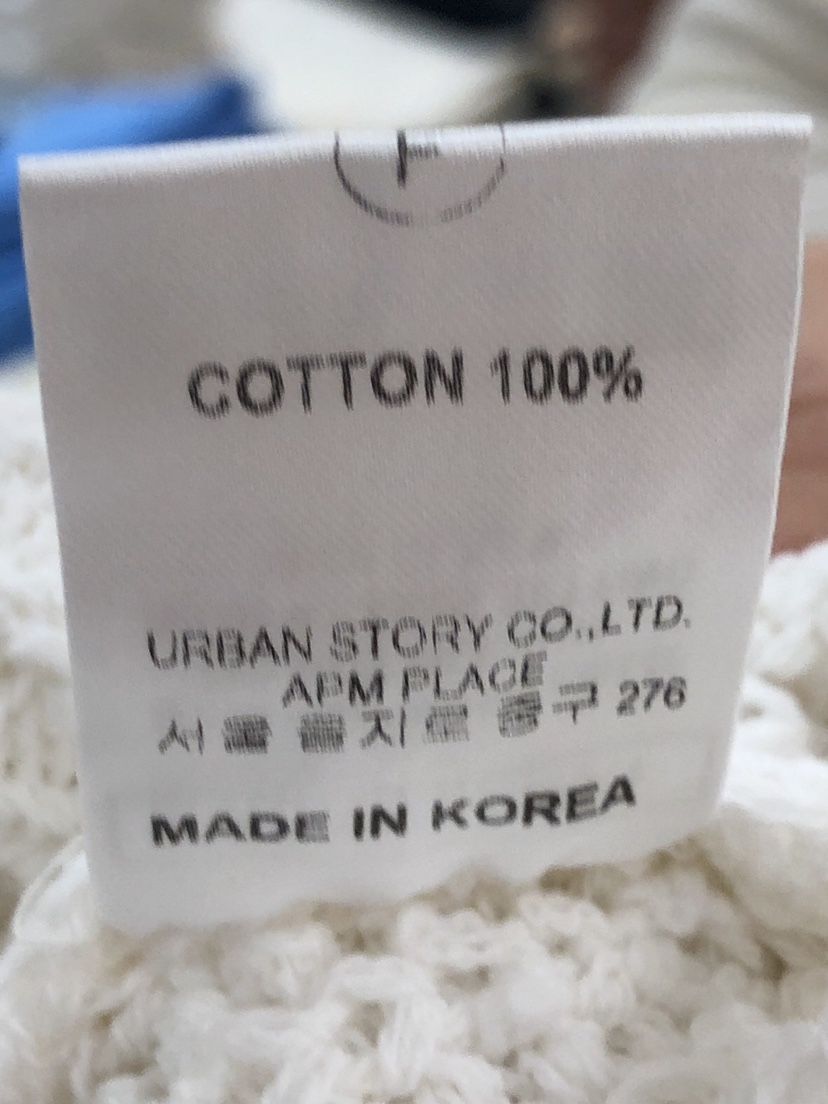 F
COTTON 100%
URBAN STORY CO.,LTD.
APM PLACE
서울 을지로 중구 276
MADE IN KOREA